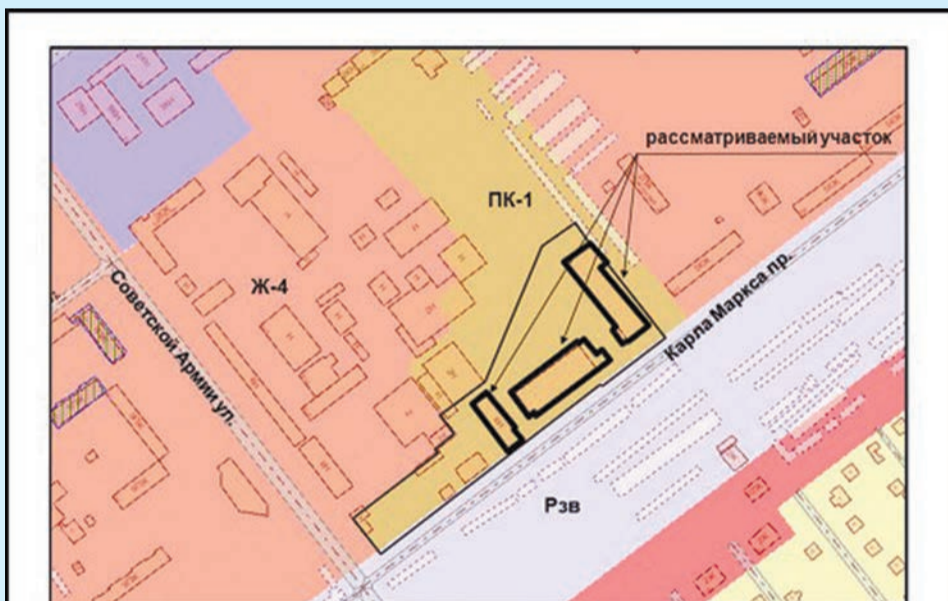 рассматриваемый участок
ПК-1
Ж-4
Советской Армии ул.
Карла Маркса пр.
Рзв